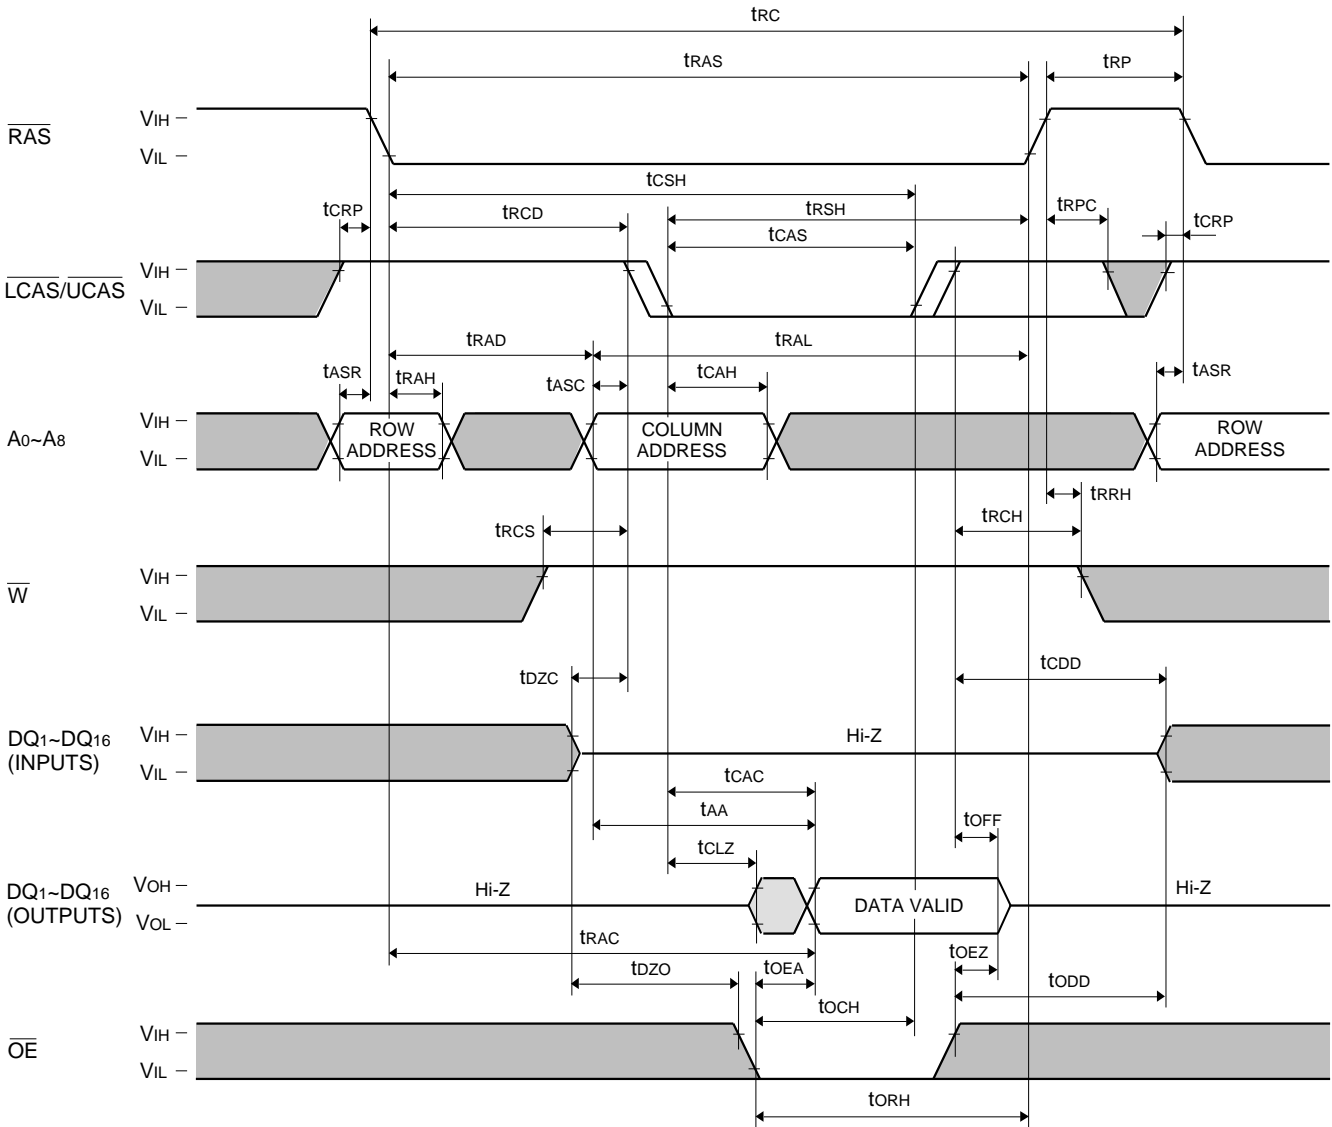 tRC
tRAS
tRP
RAS
VIH
VIL
tCSH
tCRP
tRCD
tRSH
tRPC
tCRP
tCAS
LCAS/UCAS
VIH
VIL
tRAD
tRAL
tASR
tRAH
tASC
tCAH
tASR
A0~A8
VIH
VIL
ROW ADDRESS
COLUMN ADDRESS
ROW ADDRESS
tRRH
tRCS
tRCH
W
VIH
VIL
tDZC
tCDD
DQ1~DQ16
(INPUTS)
VIH
VIL
Hi-Z
tCAC
tAA
tOFF
tCLZ
DQ1~DQ16
(OUTPUTS)
VOH
VOL
Hi-Z
DATA VALID
Hi-Z
tRAC
tDZO
tOEA
tOEZ
tODD
tOCH
OE
VIH
VIL
tORH